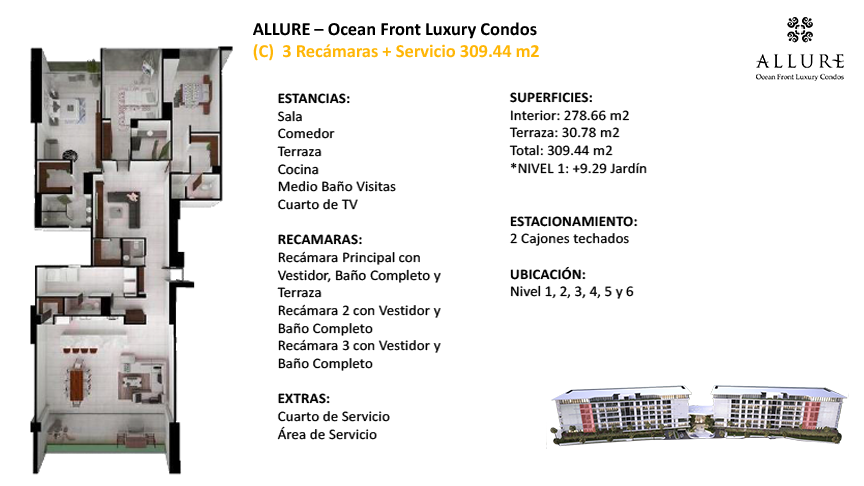 ALLURE – Ocean Front Luxury Condos
(C) 3 Recámaras + Servicio 309.44 m2
ALLURE
Ocean Front Luxury Condos
ESTANCIAS:
Sala
Comedor
Terraza
Cocina
Medio Baño Visitas
Cuarto de TV
RECAMARAS:
Recámara Principal con
Vestidor, Baño Completo y
Terraza
Recámara 2 con Vestidor y
Baño Completo
Recámara 3 con Vestidor y
Baño Completo
EXTRAS:
Cuarto de Servicio
Área de Servicio
SUPERFICIES:
Interior: 278.66 m2
Terraza: 30.78 m2
Total: 309.44 m2
*NIVEL 1: +9.29 Jardín
ESTACIONAMIENTO:
2 Cajones techados
UBICACIÓN:
Nivel 1, 2, 3, 4, 5 y 6